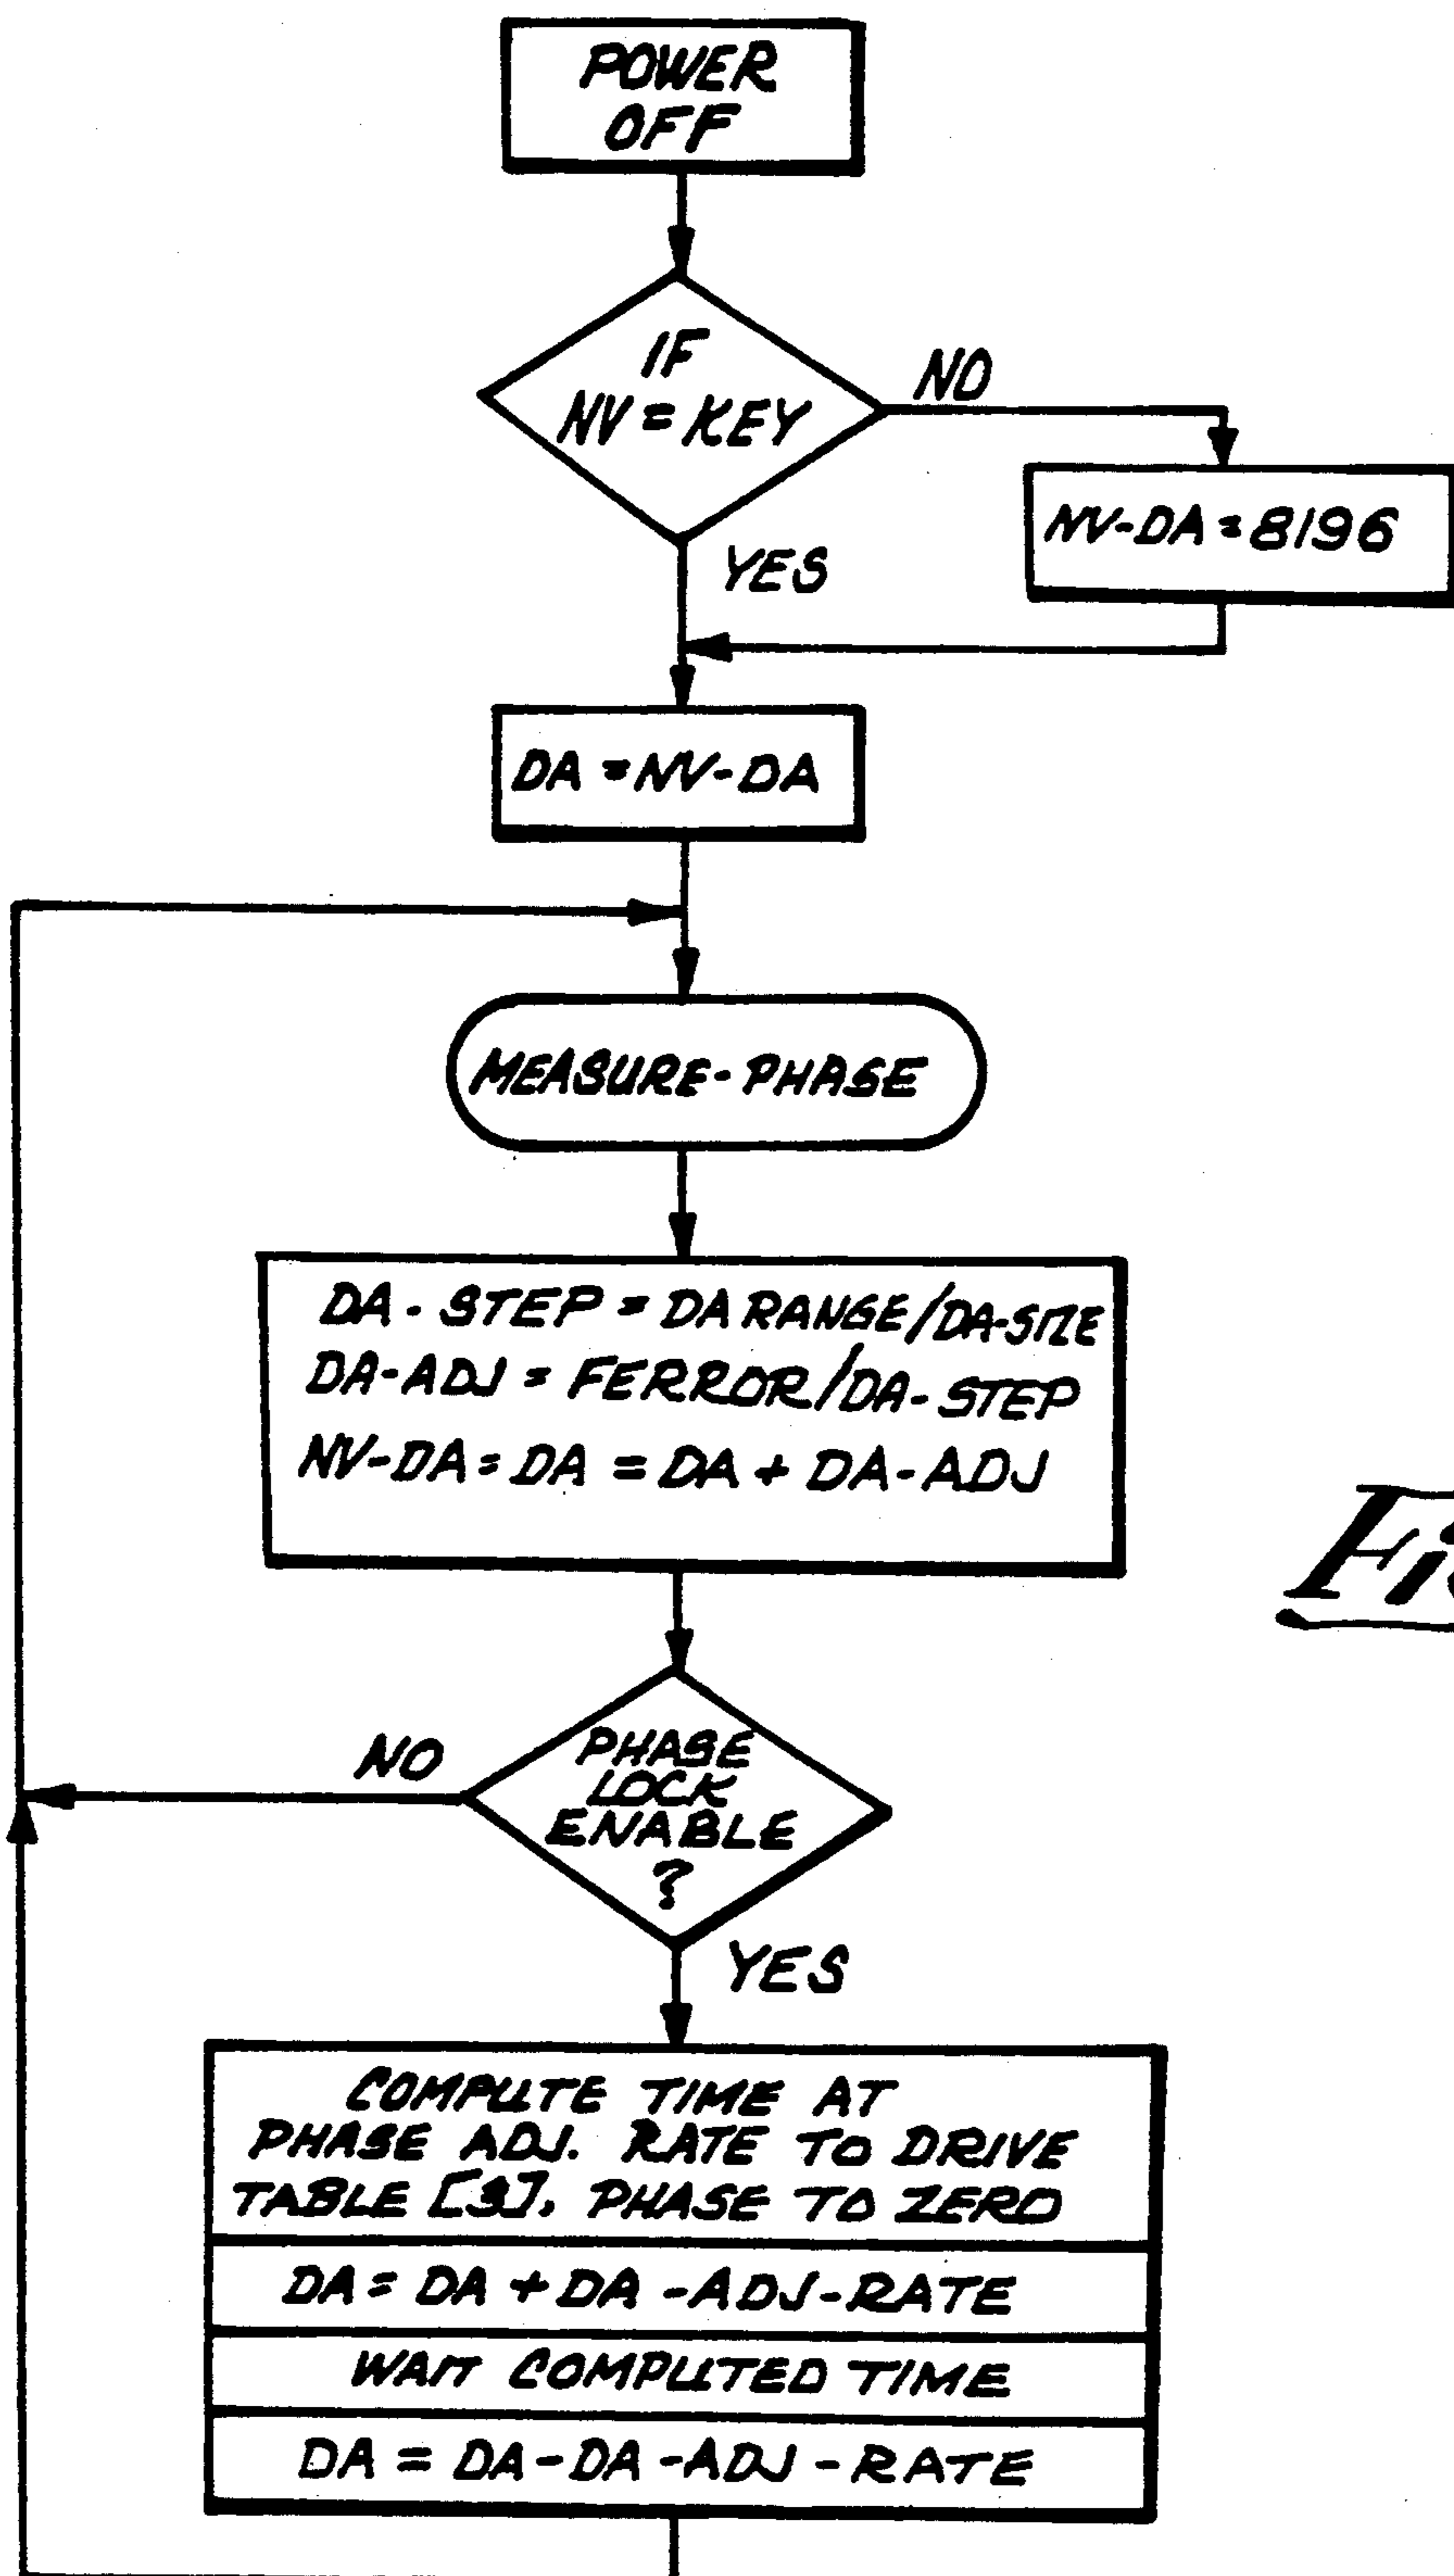 POWER
OFF
IF
NV = KEY
NO
NV-DA = 8196
YES
DA = NV-DA
MEASURE-PHASE
DA - STEP = DA RANGE/DA-SIZE
DA-ADJ = FERROR/DA-STEP
NV-DA = DA = DA + DA-ADJ
NO
PHASE
LOCK
ENABLE
?
YES
COMPUTE TIME AT
PHASE ADJ. RATE TO DRIVE
TABLE [3]. PHASE TO ZERO
DA = DA + DA -ADJ-RATE
WAIT COMPUTED TIME
DA = DA-DA-ADJ-RATE